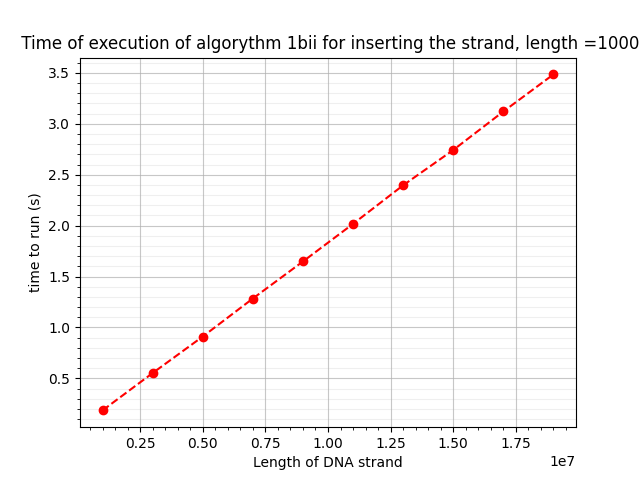 Time of execution of algorythm 1bii for inserting the strand, length =1000
time to run (s)
3.5
3.0
2.5
2.0
1.5
1.0
0.5
0.25 0.50 0.75 1.00 1.25 1.50 1.75
Length of DNA strand
1e7